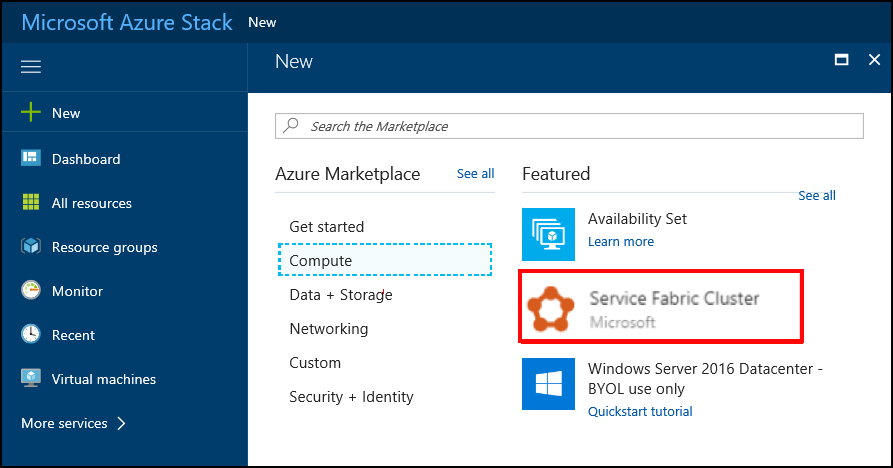 Microsoft Azure Stack New
New
New
Dashboard
All resources
Resource groups
Monitor
Recent
Virtual machines
More services
Search the Marketplace
Azure Marketplace See all
Get started
Compute
Data + Storage
Networking
Custom
Security + Identity
Featured
See all
Availability Set
Learn more
Service Fabric Cluster
Microsoft
Windows Server 2016 Datacenter -
BYOL use only
Quickstart tutorial